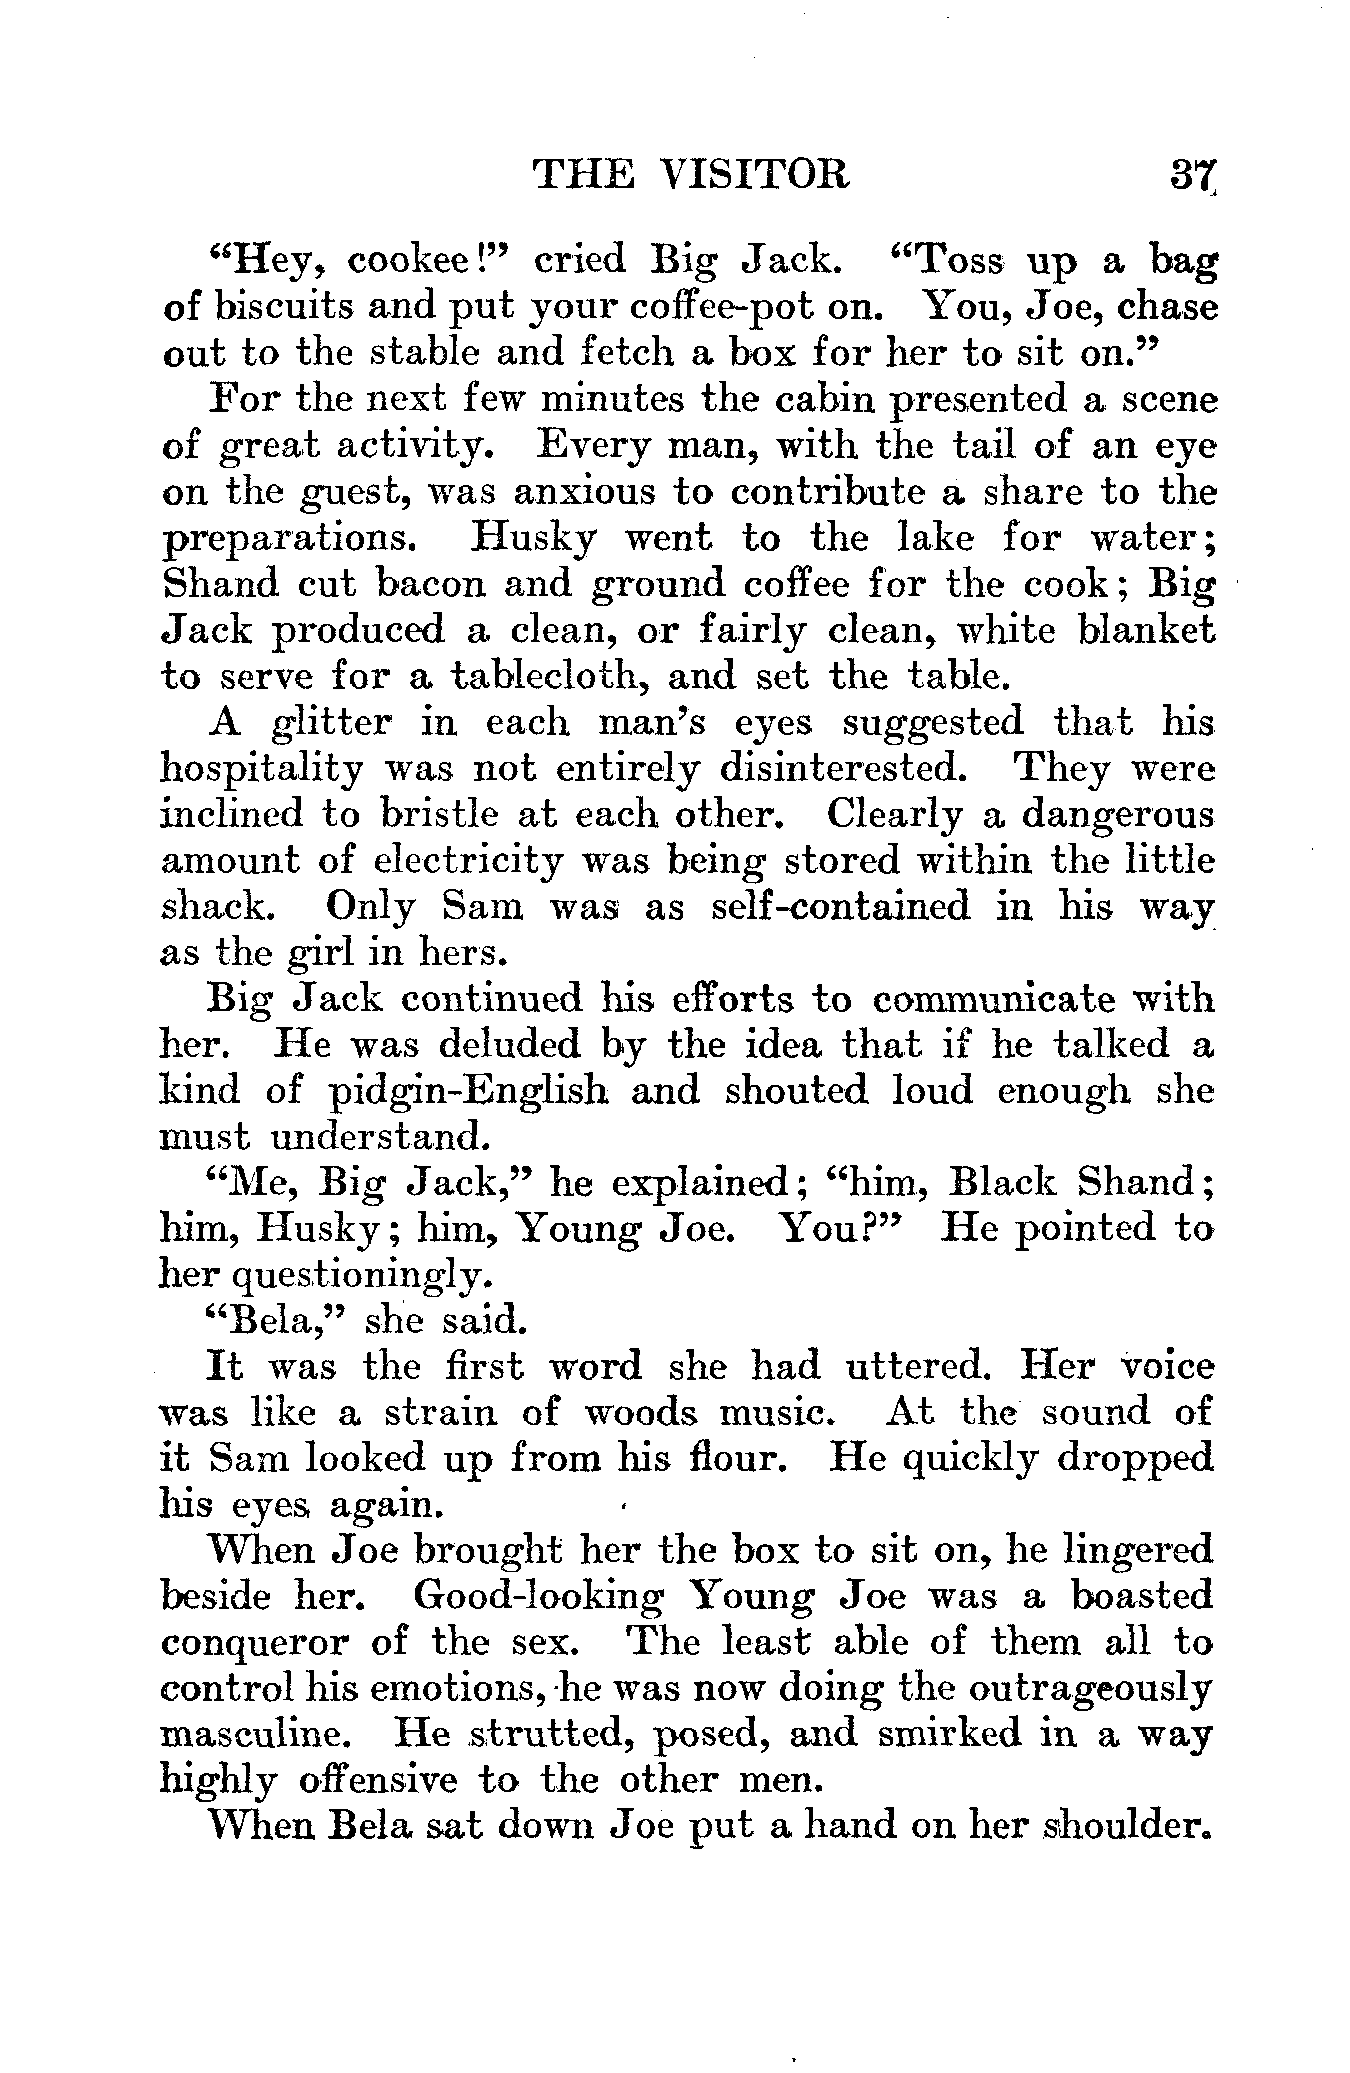 THE VISITOR 37
“Hey, cookee!” cried Big Jack. “Toss up a bag
of biscuits and put your coffee-pot on. You, Joe, chase
out to the stable and fetch a box for her to sit on.”
For the next few minutes the cabin presented a scene
of great activity. Every man, with the tail of an eye
on the guest, was anxious to contribute a share to the
preparations. Husky went to the lake for water;
Shand cut bacon and ground coffee for the cook; Big
Jack produced a clean, or fairly clean, white blanket
to serve for a tablecloth, and set the table.
A glitter in each man’s eyes suggested that his
hospitality was not entirely disinterested. They were
inclined to bristle at each other. Clearly a dangerous
amount of electricity was being stored within the little
shack. Only Sam was as self-contained in his way
as the girl in hers.
Big Jack continued his efforts to communicate with
her. He was deluded by the idea that if he talked a
kind of pidgin-English and shouted loud enough she
must understand.
“Me, Big Jack,” he explained; “him, Black Shand;
him, Husky; him, Young Joe. You?” He pointed to
her questioningly.
“Bela,” she said.
It was the first word she had uttered. Her voice
was like a strain of woods music. At the sound of
it Sam looked up from his flour. He quickly dropped
his eyes again.
When Joe brought her the box to sit on, he lingered
beside her. Good-looking Young Joe was a boasted
conqueror of the sex. The least able of them all to
control his emotions, he was now doing the outrageously
masculine. He strutted, posed, and smirked in a way
highly offensive to the other men.
When Bela sat down Joe put a hand on her shoulder.